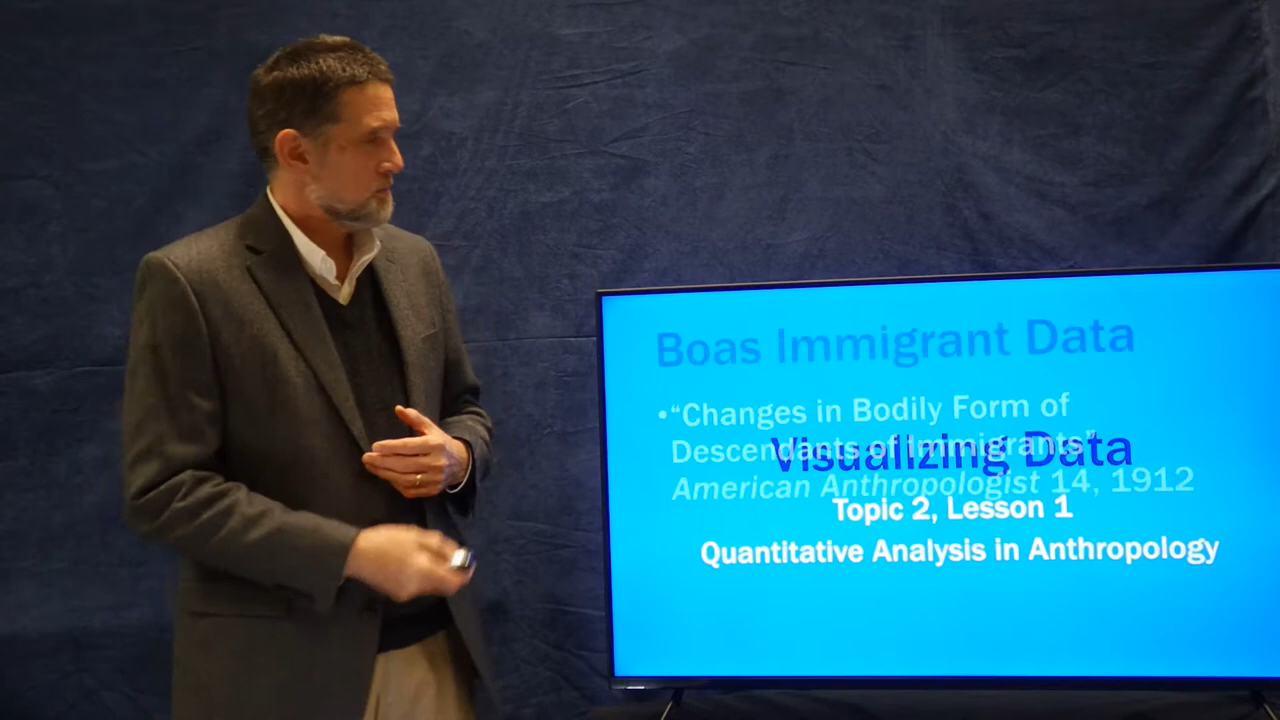 Boas Immigrant Data
•“Changes in Bodily Form of
Descendants of Immigrants”
Visualizing Data
American Anthropologist 14, 1912
Topic 2, Lesson 1
Quantitative Analysis in Anthropology